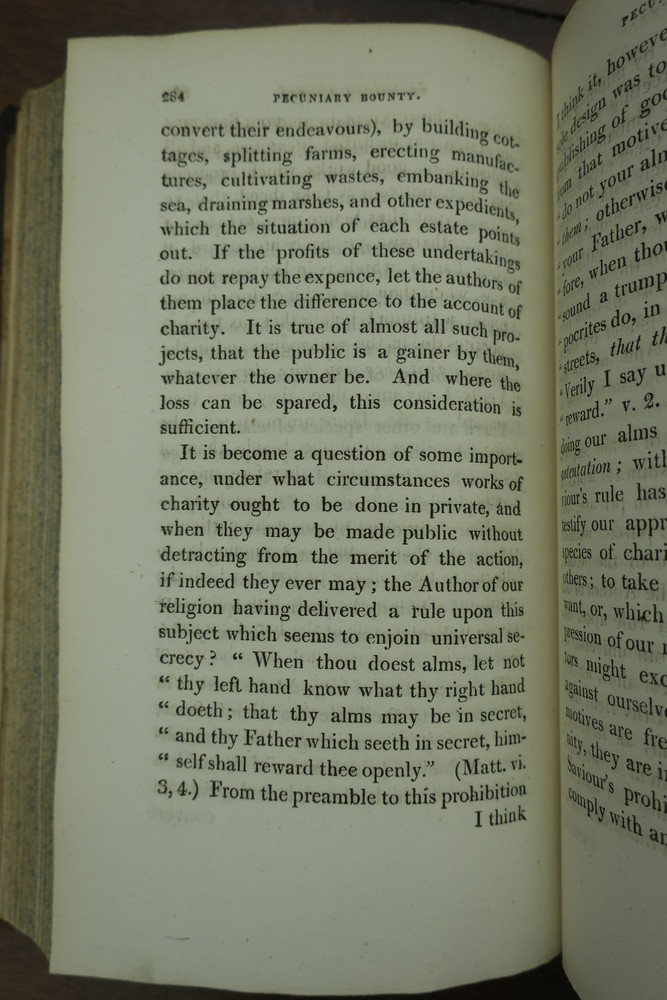 284
PECUNIARY BOUNTY.
convert their endeavours), by building cot-
tages, splitting farms, erecting manufac-
tures, cultivating wastes, embanking the
sea, draining marshes, and other expedients,
which the situation of each estate points
out. If the profits of these undertakings
do not repay the expence, let the authors of
them place the difference to the account of
charity. It is true of almost all such pro-
jects, that the public is a gainer by them,
whatever the owner be. And where the
loss can be spared, this consideration is
sufficient.
It is become a question of some import-
ance, under what circumstances works of
charity ought to be done in private, and
when they may be made public without
detracting from the merit of the action,
if indeed they ever may; the Author of our
religion having delivered a rule upon this
subject which seems to enjoin universal se-
crecy? “ When thou doest alms, let not
“ thy left hand know what thy right hand
“ doeth; that thy alms may be in secret,
“ and thy Father which seeth in secret, him-
“ self shall reward thee openly.” (Matt. vi.
3, 4.) From the preamble to this prohibition
I think
I think it, however
design was to
of goo
that motive
“do not your alm
“them; otherwise
“your Father, w
“fore, when thou
“sound a trump
“pocrites do, in
“streets, that th
“Verily I say u
“reward.” v. 2.
doing our alms
ostentation; with
viour's rule has
testify our appr
species of chari
others; to take
want, or, which
pression of our
tors might exc
against ourselve
motives are fre
nity, they are i
Saviour's prohi
comply with an